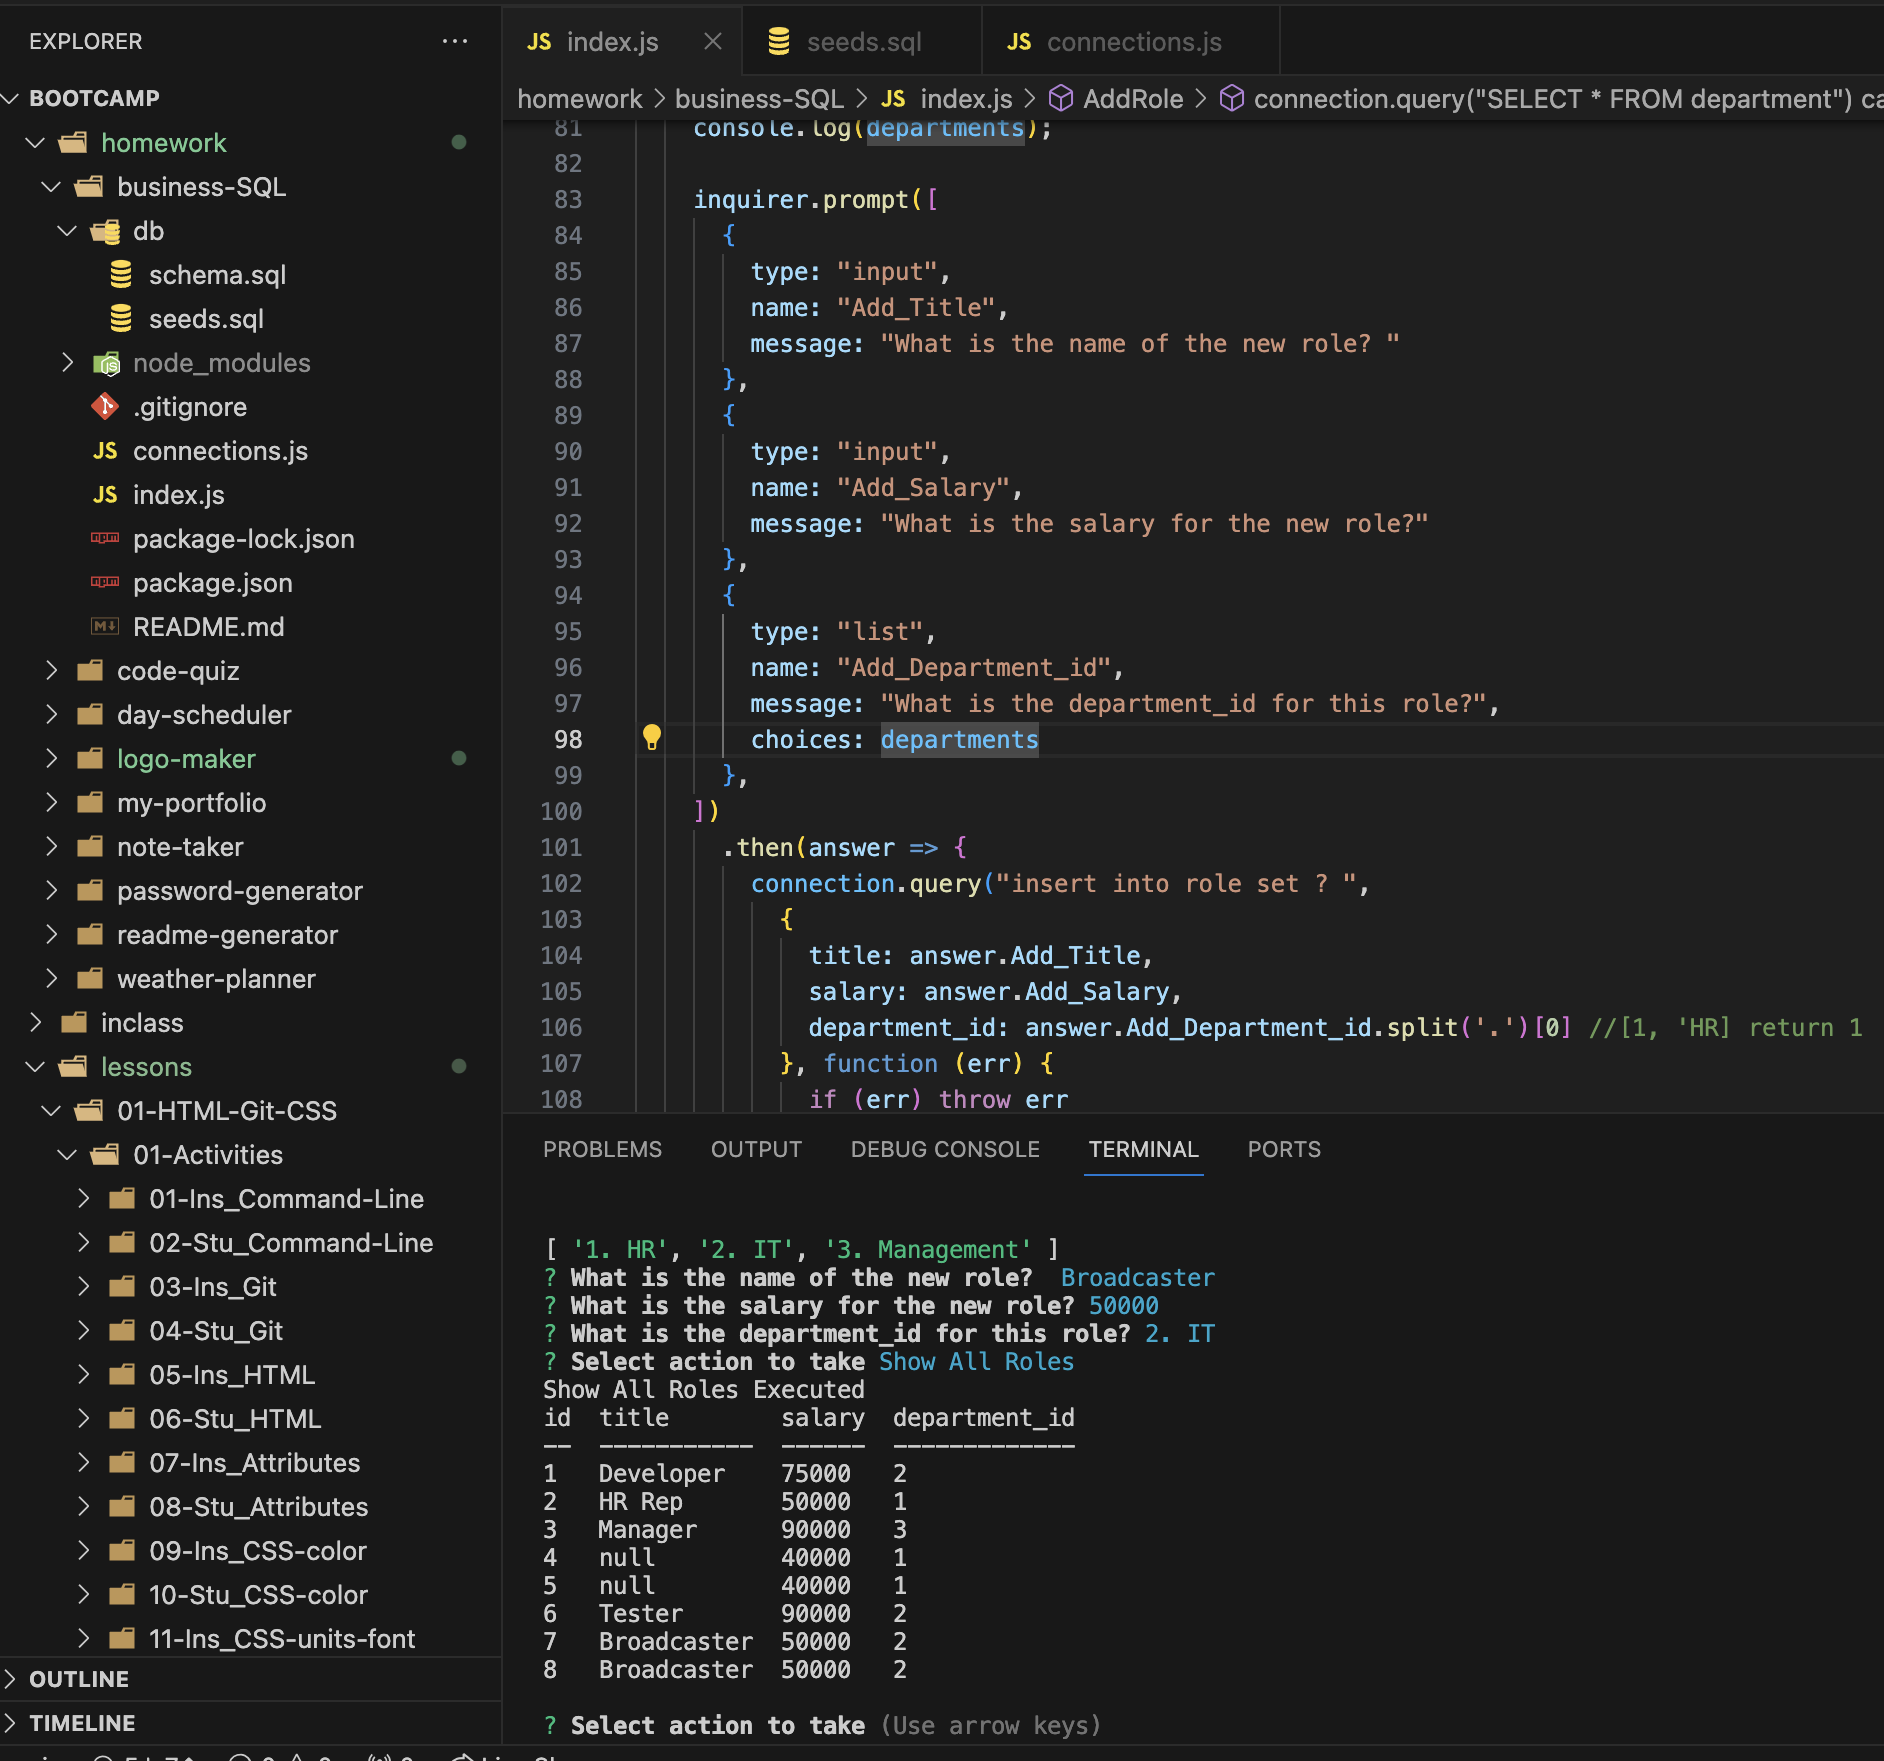 EXPLORER
BOOTCAMP
homework
business-SQL
db
schema.sql
seeds.sql
node_modules
.gitignore
JS connections.js
JS index.js
package-lock.json
package.json
README.md
code-quiz
day-scheduler
logo-maker
my-portfolio
note-taker
password-generator
readme-generator
weather-planner
inclass
lessons
01-HTML-Git-CSS
01-Activities
01-Ins_Command-Line
02-Stu_Command-Line
03-Ins_Git
04-Stu_Git
05-Ins_HTML
06-Stu_HTML
07-Ins_Attributes
08-Stu_Attributes
09-Ins_CSS-color
10-Stu_CSS-color
11-Ins_CSS-units-font
OUTLINE
TIMELINE
JS index.js seeds.sql JS connections.js
homework > business-SQL > JS index.js > AddRole > connection.query("SELECT * FROM department") ca
81 console.log(departments);
82
83 inquirer.prompt([
84 {
85 type: "input",
86 name: "Add_Title",
87 message: "What is the name of the new role? "
88 },
89 {
90 type: "input",
91 name: "Add_Salary",
92 message: "What is the salary for the new role?"
93 },
94 {
95 type: "list",
96 name: "Add_Department_id",
97 message: "What is the department_id for this role?",
98 choices: departments
99 },
100 ])
101 .then(answer => {
102 connection.query("insert into role set ? ",
103 {
104 title: answer.Add_Title,
105 salary: answer.Add_Salary,
106 department_id: answer.Add_Department_id.split('.')[0] //[1, 'HR] return 1
107 }, function (err) {
108 if (err) throw err
PROBLEMS OUTPUT DEBUG CONSOLE TERMINAL PORTS
[ '1. HR', '2. IT', '3. Management' ]
? What is the name of the new role? Broadcaster
? What is the salary for the new role? 50000
? What is the department_id for this role? 2. IT
? Select action to take Show All Roles
Show All Roles Executed
id title salary department_id
-- ----------- ------ -------------
1 Developer 75000 2
2 HR Rep 50000 1
3 Manager 90000 3
4 null 40000 1
5 null 40000 1
6 Tester 90000 2
7 Broadcaster 50000 2
8 Broadcaster 50000 2
? Select action to take (Use arrow keys)